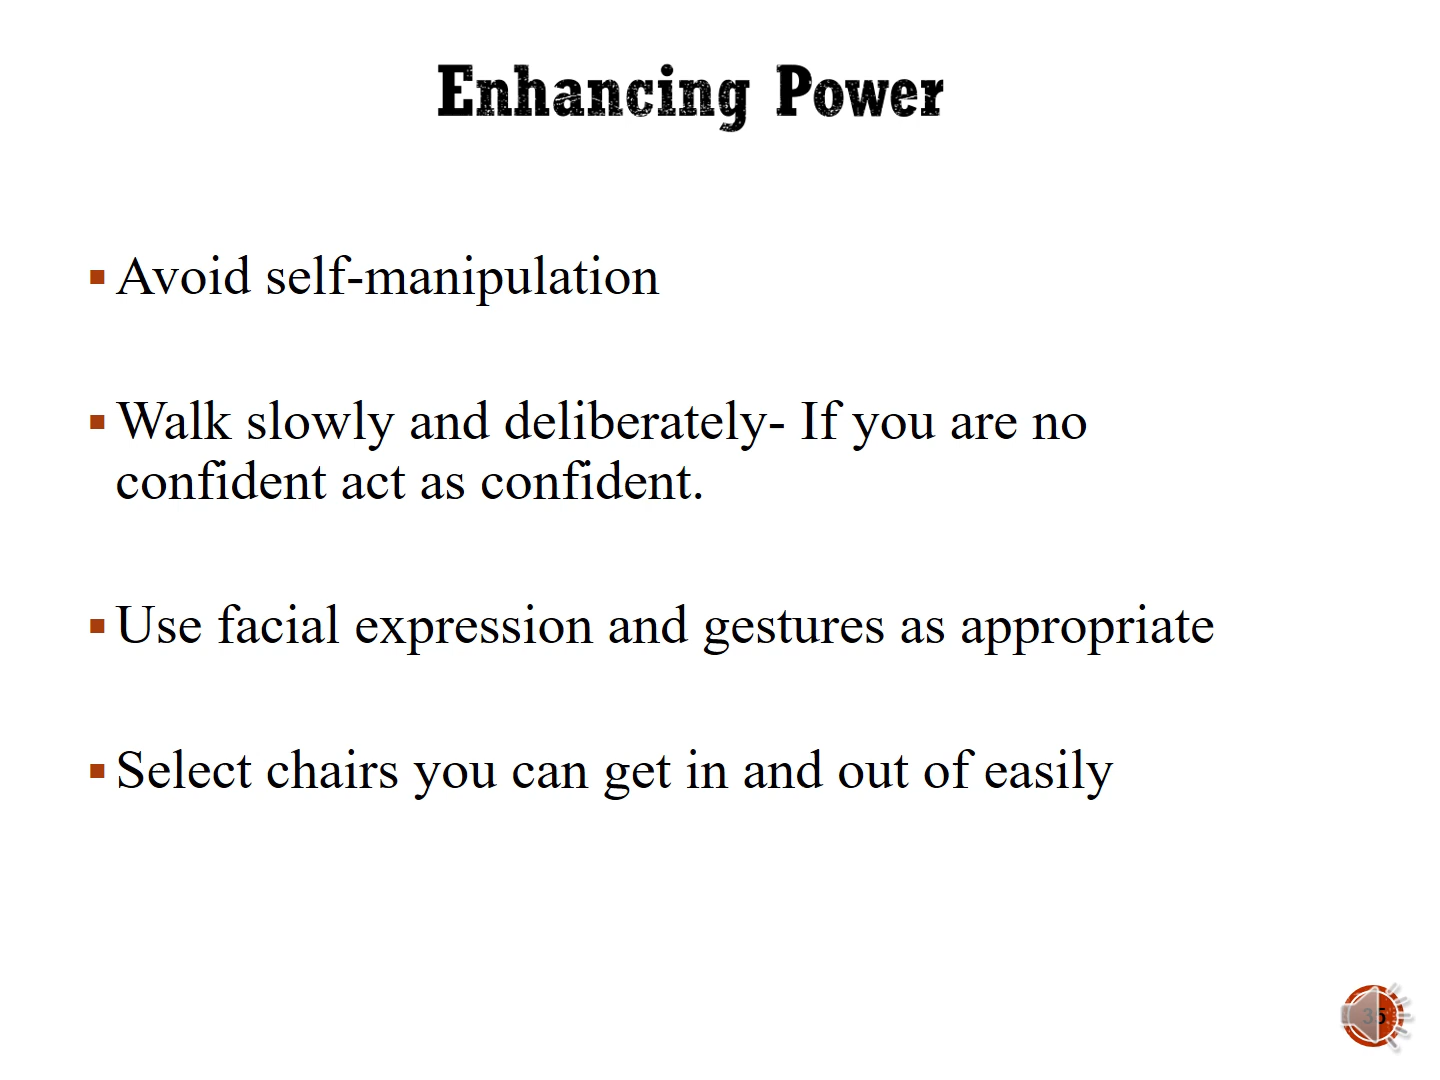 Enhancing Power
▪ Avoid self-manipulation
▪ Walk slowly and deliberately- If you are no
confident act as confident.
▪ Use facial expression and gestures as appropriate
▪ Select chairs you can get in and out of easily
35